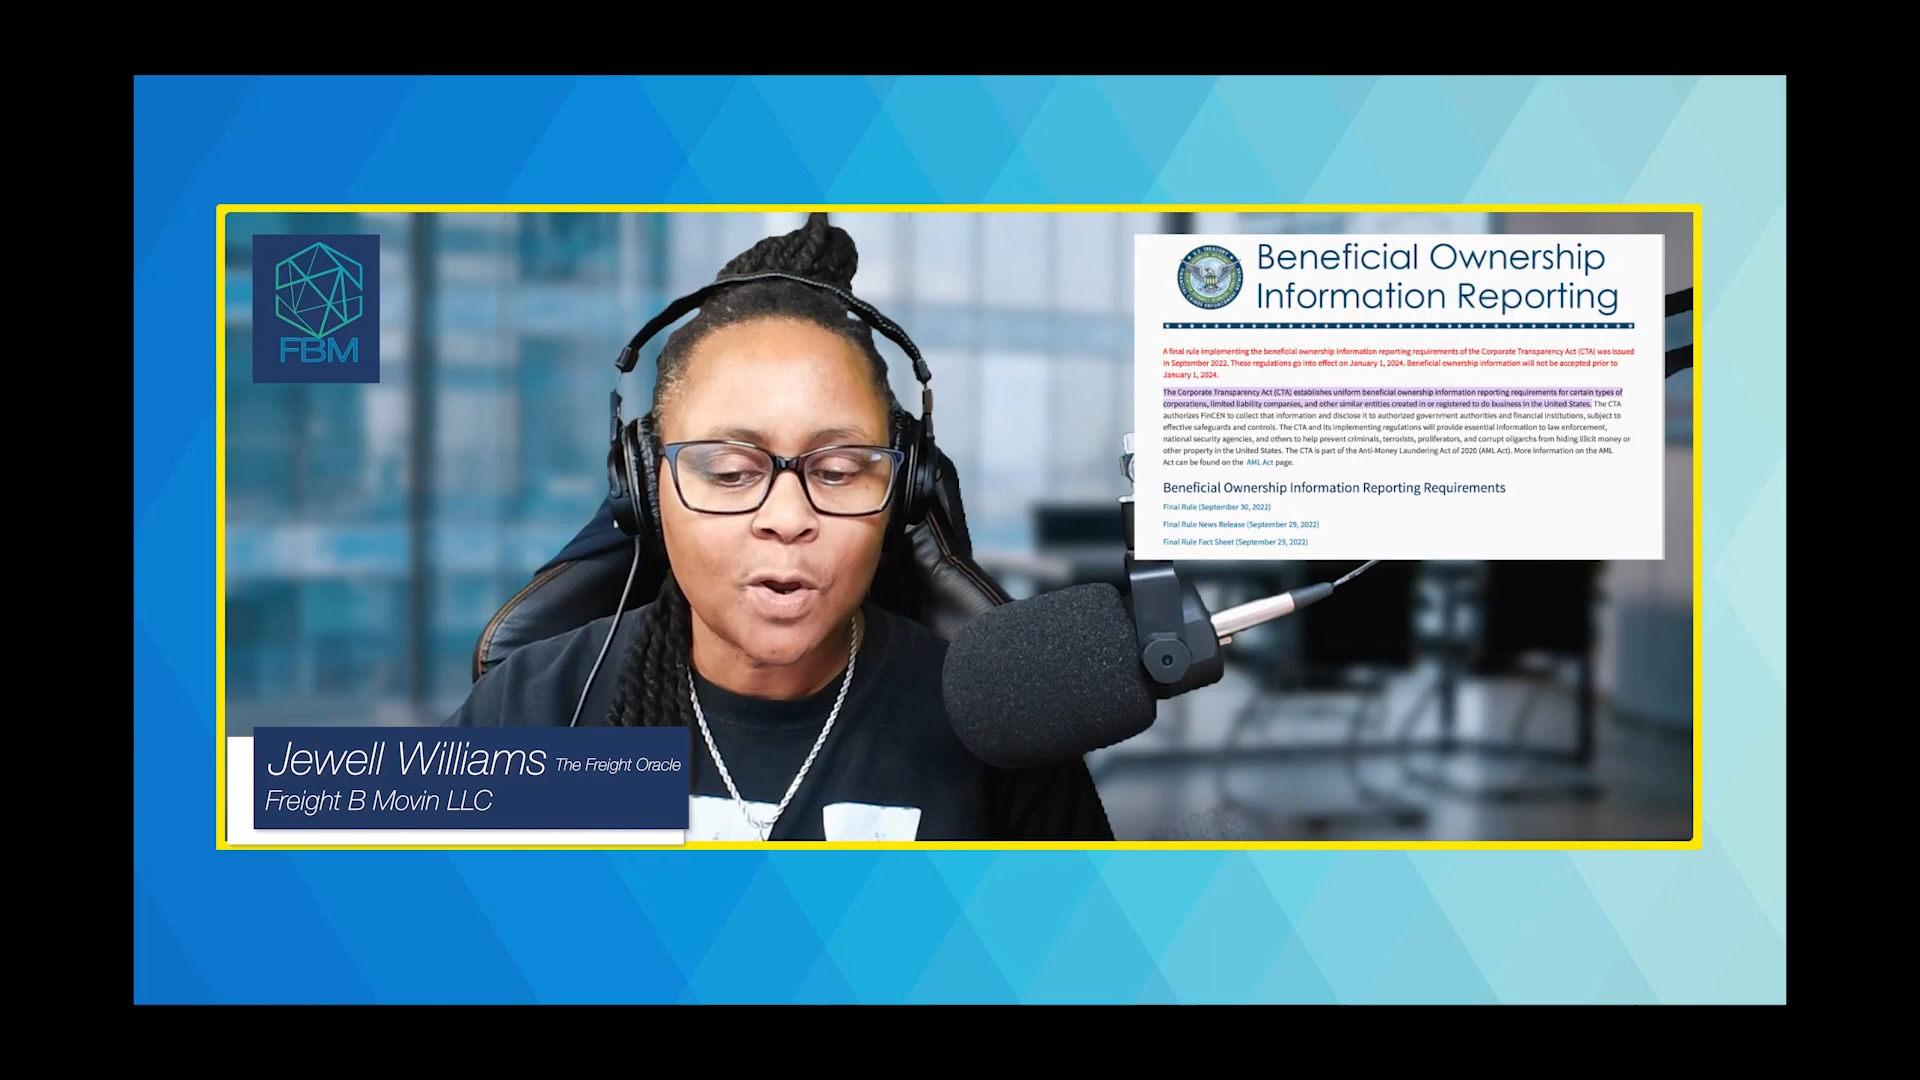 FBM
Beneficial Ownership
Information Reporting
A final rule implementing the beneficial ownership information reporting requirements of the Corporate Transparency Act (CTA) was issued
in September 2022. These regulations go into effect on January 1, 2024. Beneficial ownership information will not be accepted prior to
January 1, 2024.
The Corporate Transparency Act (CTA) establishes uniform beneficial ownership information reporting requirements for certain types of
corporations, limited liability companies, and other similar entities created in or registered to do business in the United States. The CTA
authorizes FinCEN to collect that information and disclose it to authorized government authorities and financial institutions, subject to
effective safeguards and controls. The CTA and its implementing regulations will provide essential information to law enforcement,
national security agencies, and others to help prevent criminals, terrorists, proliferators, and corrupt oligarchs from hiding illicit money or
other property in the United States. The CTA is part of the Anti-Money Laundering Act of 2020 (AML Act). More information on the AML
Act can be found on the AML Act page.
Beneficial Ownership Information Reporting Requirements
Final Rule (September 30, 2022)
Final Rule News Release (September 29, 2022)
Final Rule Fact Sheet (September 29, 2022)
Jewell Williams The Freight Oracle
Freight B Movin LLC